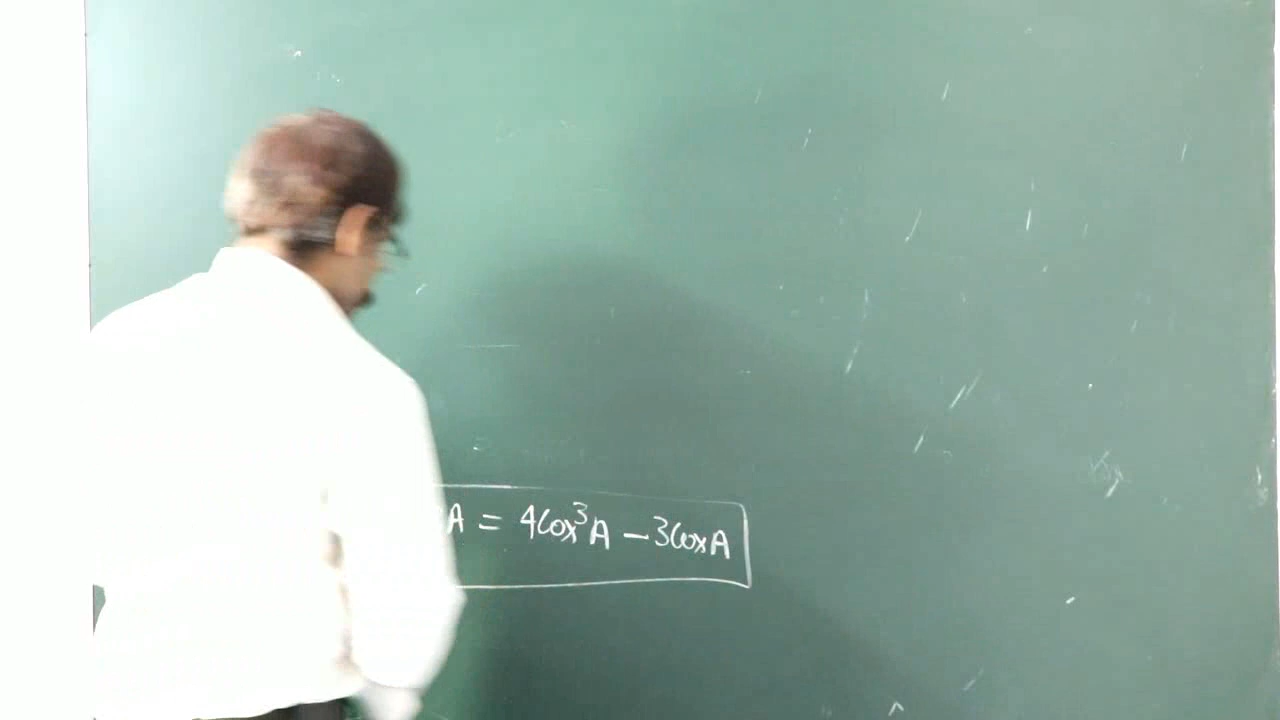 A = 4Cos³A − 3CosA